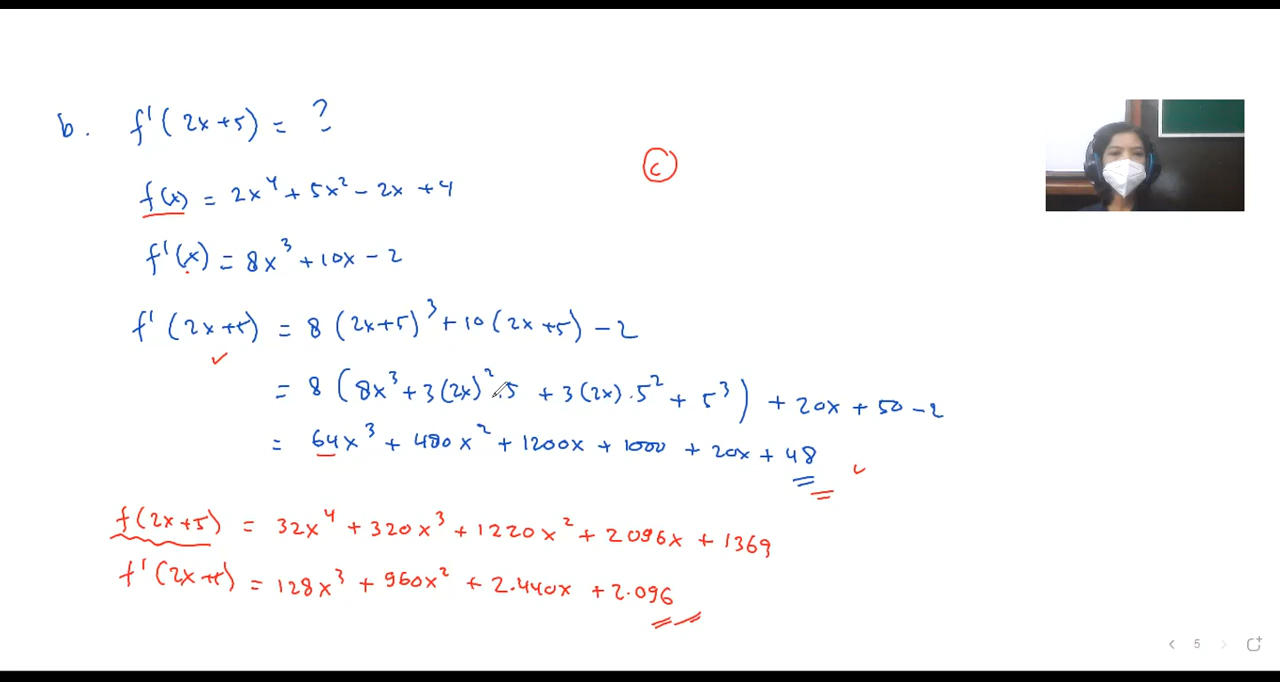 b. f'(2x+5) = ?
c
f(x) = 2x⁴ + 5x² - 2x + 4
f'(x) = 8x³ + 10x - 2
f'(2x+5) = 8(2x+5)³ + 10(2x+5) - 2
= 8(8x³ + 3(2x)².5 + 3(2x).5² + 5³) + 20x + 50 - 2
= 64x³ + 480x² + 1200x + 1000 + 20x + 48
f(2x+5) = 32x⁴ + 320x³ + 1220x² + 2096x + 1369
f'(2x+5) = 128x³ + 960x² + 2.440x + 2.096
5